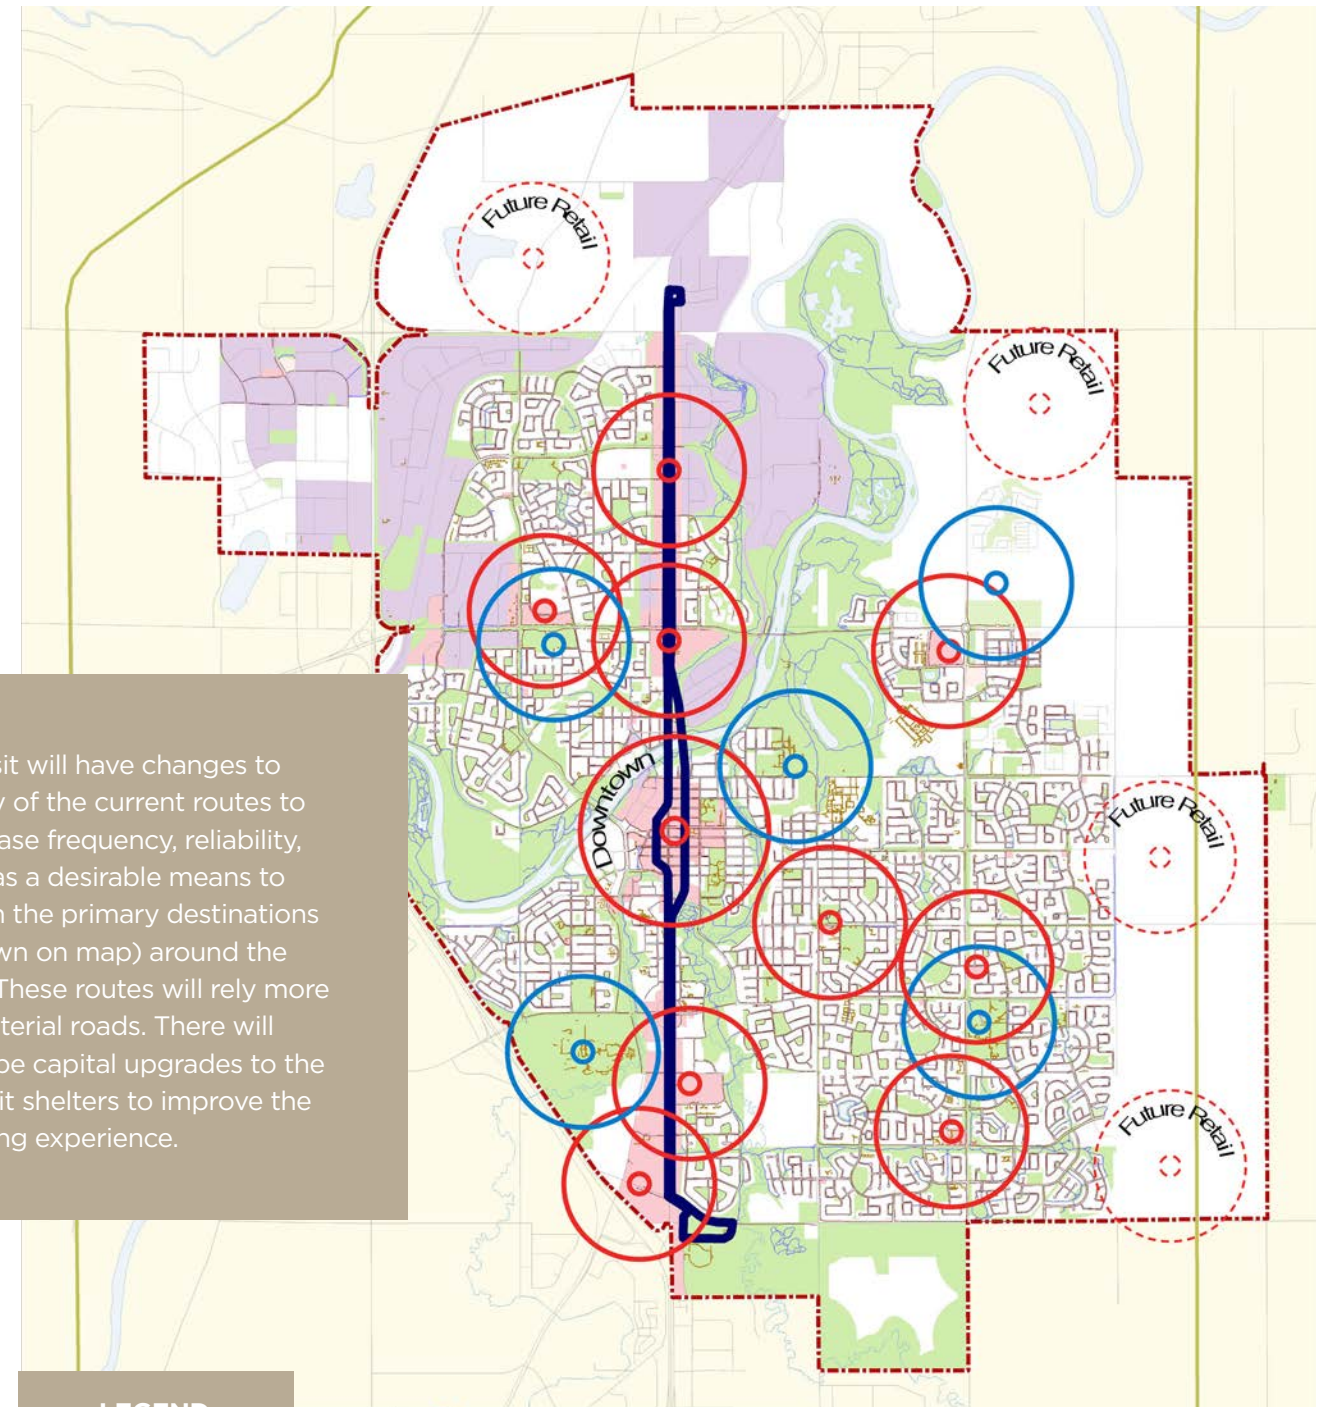 Future Retail
Future Retail
Downtown
Future Retail
Future Retail
sit will have changes to
y of the current routes to
ase frequency, reliability,
as a desirable means to
n the primary destinations
wn on map) around the
These routes will rely more
terial roads. There will
be capital upgrades to the
it shelters to improve the
ng experience.
LEGEND